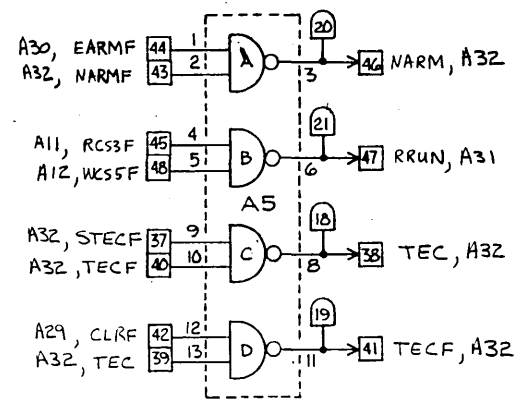 20
A30, EARMF 44 1 A
A32, NARMF 43 2 3 46 NARM, A32
21
A11, RCS3F 45 4 B
A12, WCS5F 48 5 6 47 RRUN, A31
A5
18
A32, STECF 37 9 C
A32, TECF 40 10 8 38 TEC, A32
19
A29, CLRF 42 12 D
A32, TEC 39 13 11 41 TECF, A32